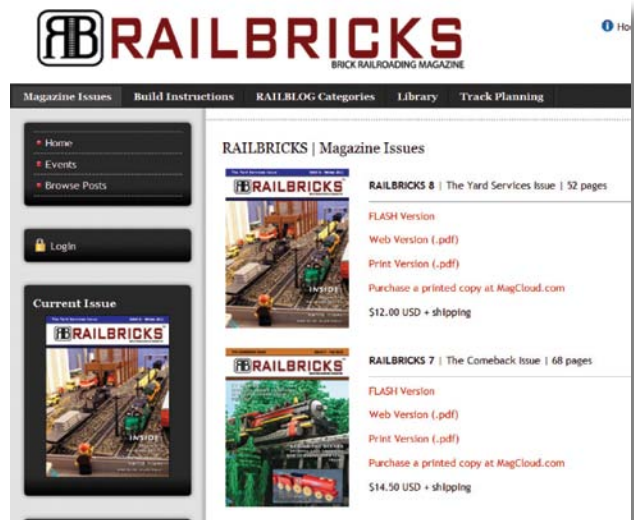 RAILBRICKS
BRICK RAILROADING MAGAZINE
Magazine Issues Build Instructions RAILBLOG Categories Library Track Planning
Home
Events
Browse Posts
Login
Current Issue
RAILBRICKS
INSIDE
RAILBRICKS | Magazine Issues
RAILBRICKS
INSIDE
RAILBRICKS 8 | The Yard Services Issue | 52 pages
FLASH Version
Web Version (.pdf)
Print Version (.pdf)
Purchase a printed copy at MagCloud.com
$12.00 USD + shipping
RAILBRICKS
RAILBRICKS 7 | The Comeback Issue | 68 pages
FLASH Version
Web Version (.pdf)
Print Version (.pdf)
Purchase a printed copy at MagCloud.com
$14.50 USD + shipping